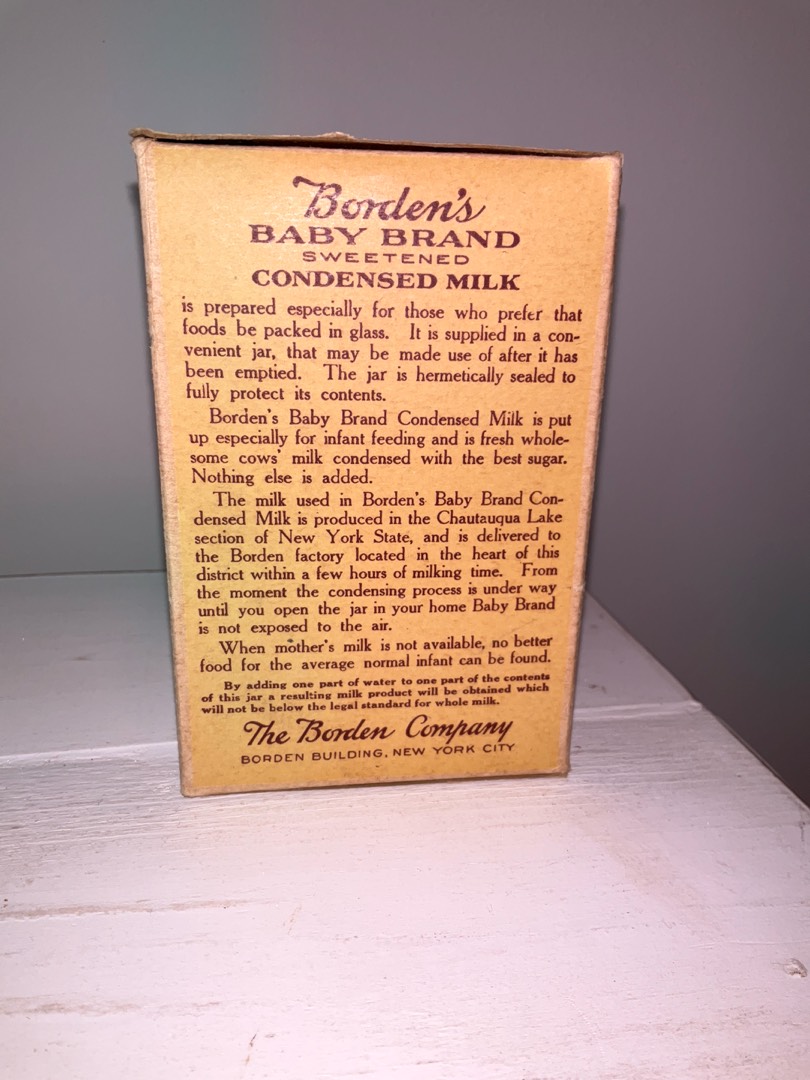 Borden's
BABY BRAND
SWEETENED
CONDENSED MILK
is prepared especially for those who prefer that
foods be packed in glass. It is supplied in a con-
venient jar, that may be made use of after it has
been emptied. The jar is hermetically sealed to
fully protect its contents.
Borden's Baby Brand Condensed Milk is put
up especially for infant feeding and is fresh whole-
some cows' milk condensed with the best sugar.
Nothing else is added.
The milk used in Borden's Baby Brand Con-
densed Milk is produced in the Chautauqua Lake
section of New York State, and is delivered to
the Borden factory located in the heart of this
district within a few hours of milking time. From
the moment the condensing process is under way
until you open the jar in your home Baby Brand
is not exposed to the air.
When mother's milk is not available, no better
food for the average normal infant can be found.
By adding one part of water to one part of the contents
of this jar a resulting milk product will be obtained which
will not be below the legal standard for whole milk.
The Borden Company
BORDEN BUILDING, NEW YORK CITY